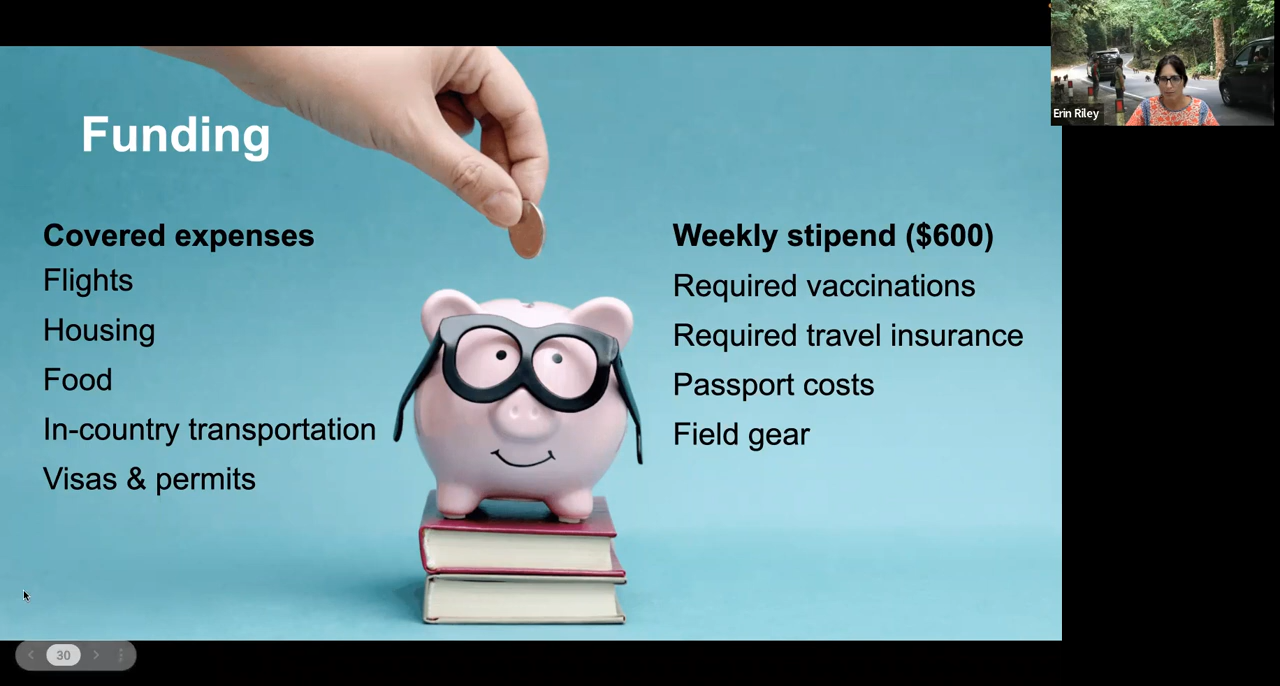 Funding
Covered expenses
Flights
Housing
Food
In-country transportation
Visas & permits
Weekly stipend ($600)
Required vaccinations
Required travel insurance
Passport costs
Field gear
Erin Riley
30